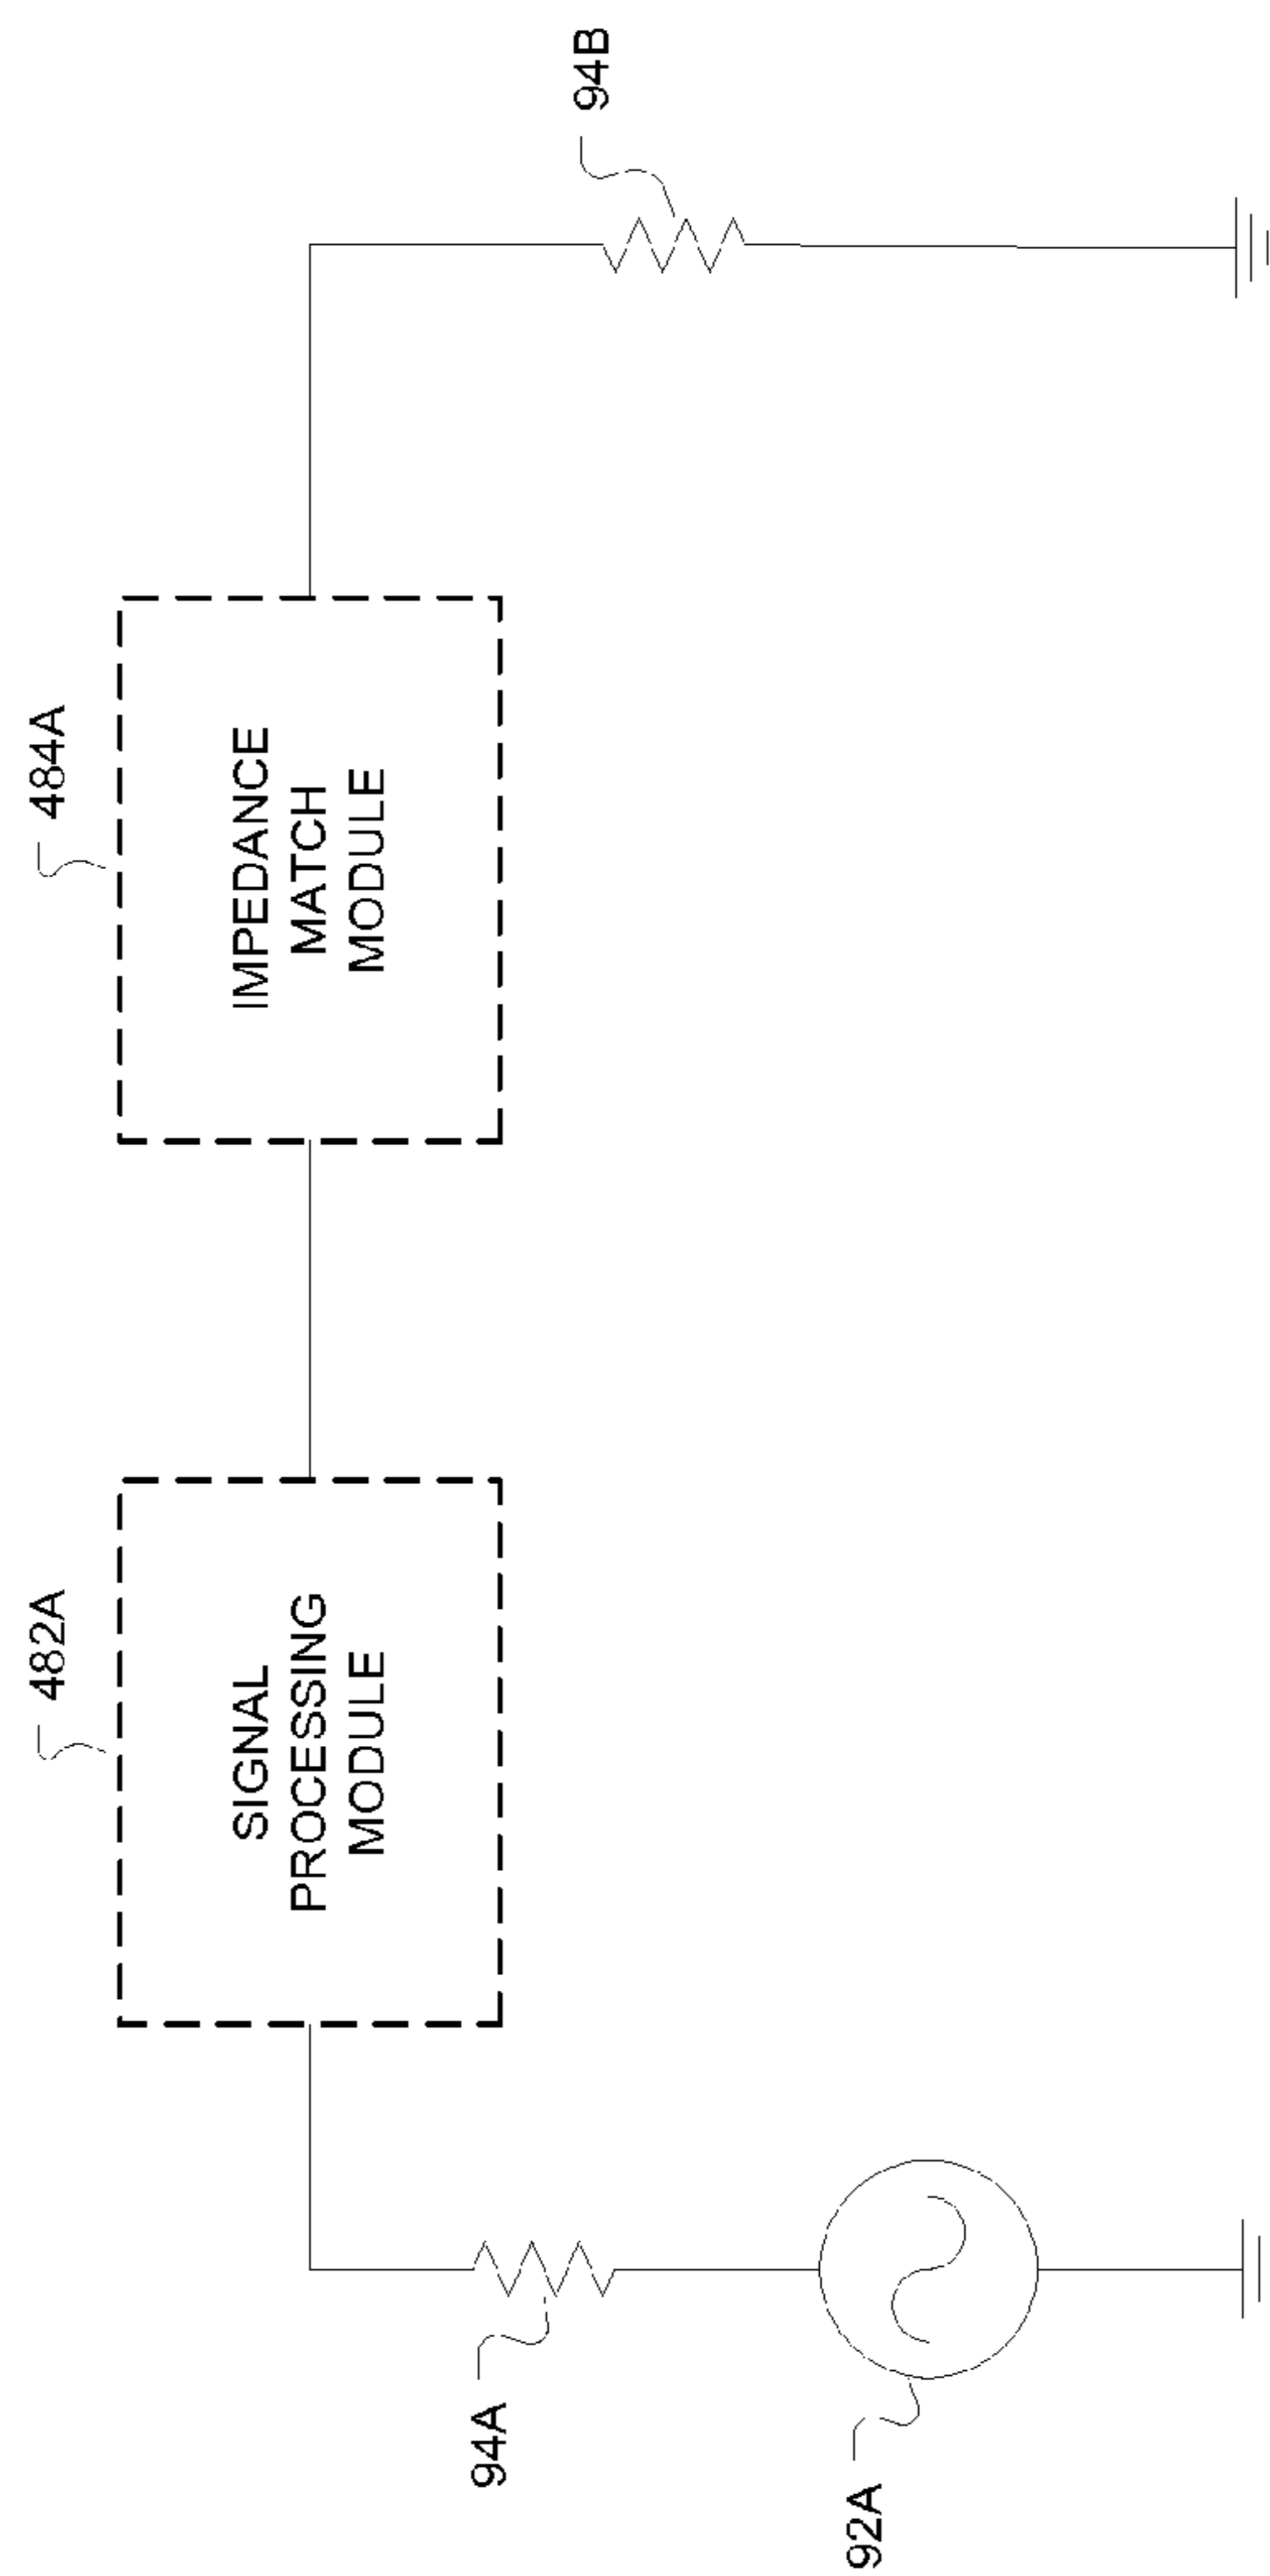 482A
484A
SIGNAL
PROCESSING
MODULE
IMPEDANCE
MATCH
MODULE
94A
94B
92A